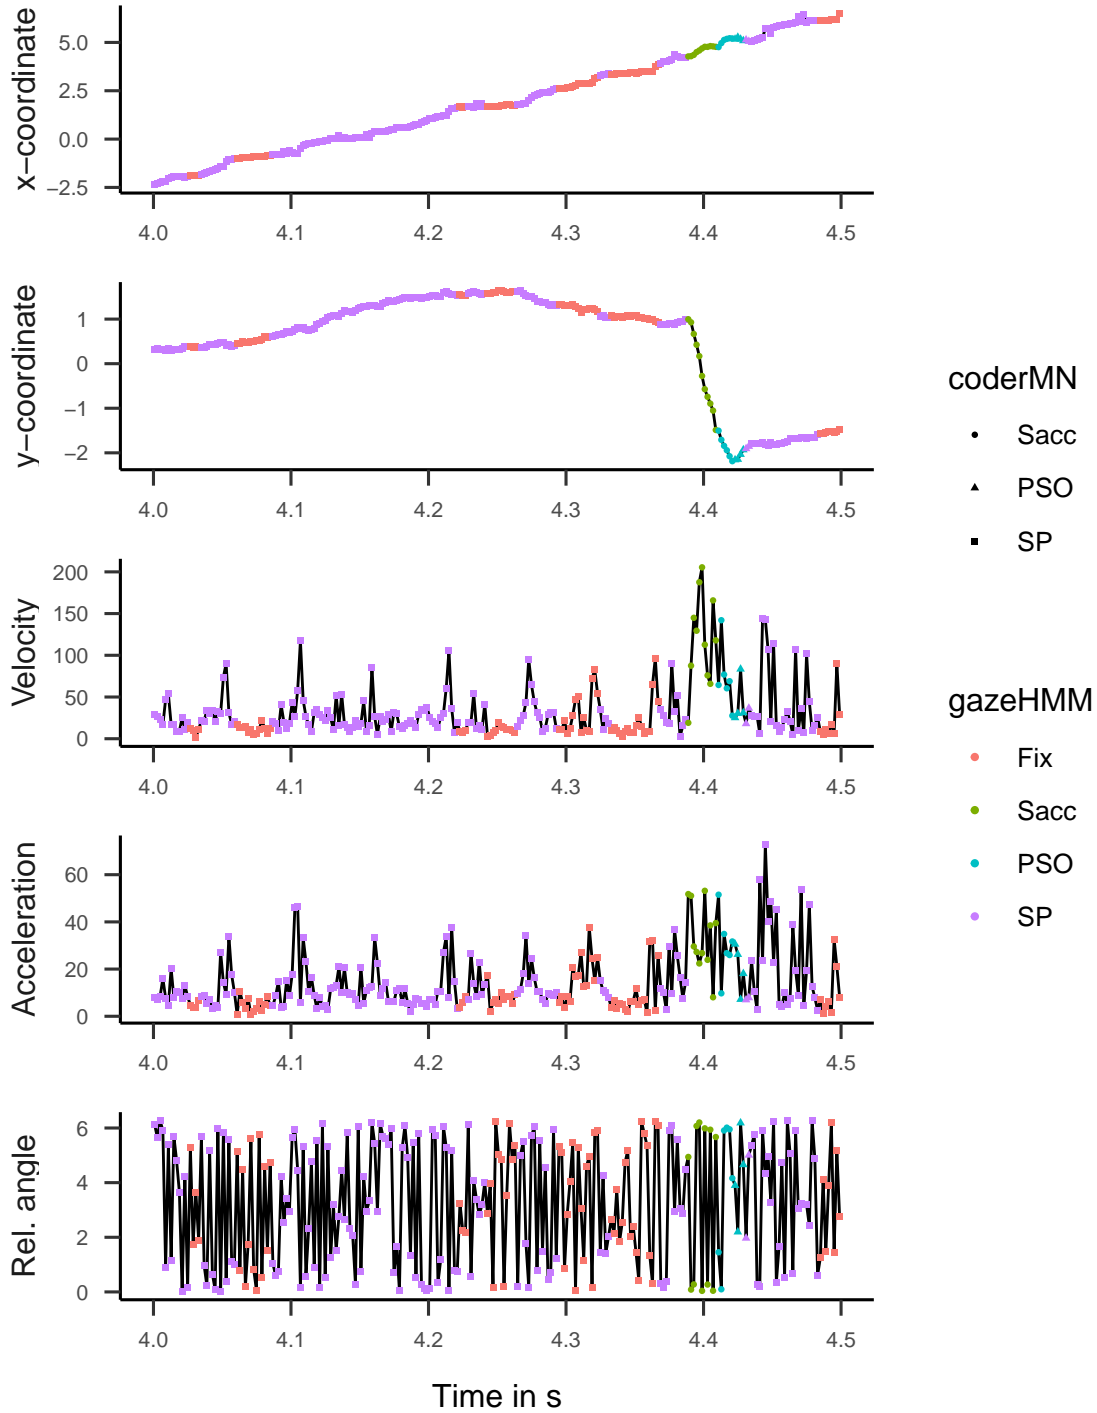 x−coordinate
5.0
2.5
0.0
−2.5
4.0 4.1 4.2 4.3 4.4 4.5
y−coordinate
1
0
−1
−2
4.0 4.1 4.2 4.3 4.4 4.5
Velocity
200
150
100
50
0
4.0 4.1 4.2 4.3 4.4 4.5
Acceleration
60
40
20
0
4.0 4.1 4.2 4.3 4.4 4.5
Rel. angle
6
4
2
0
4.0 4.1 4.2 4.3 4.4 4.5
Time in s
coderMN
Sacc
PSO
SP
gazeHMM
Fix
Sacc
PSO
SP